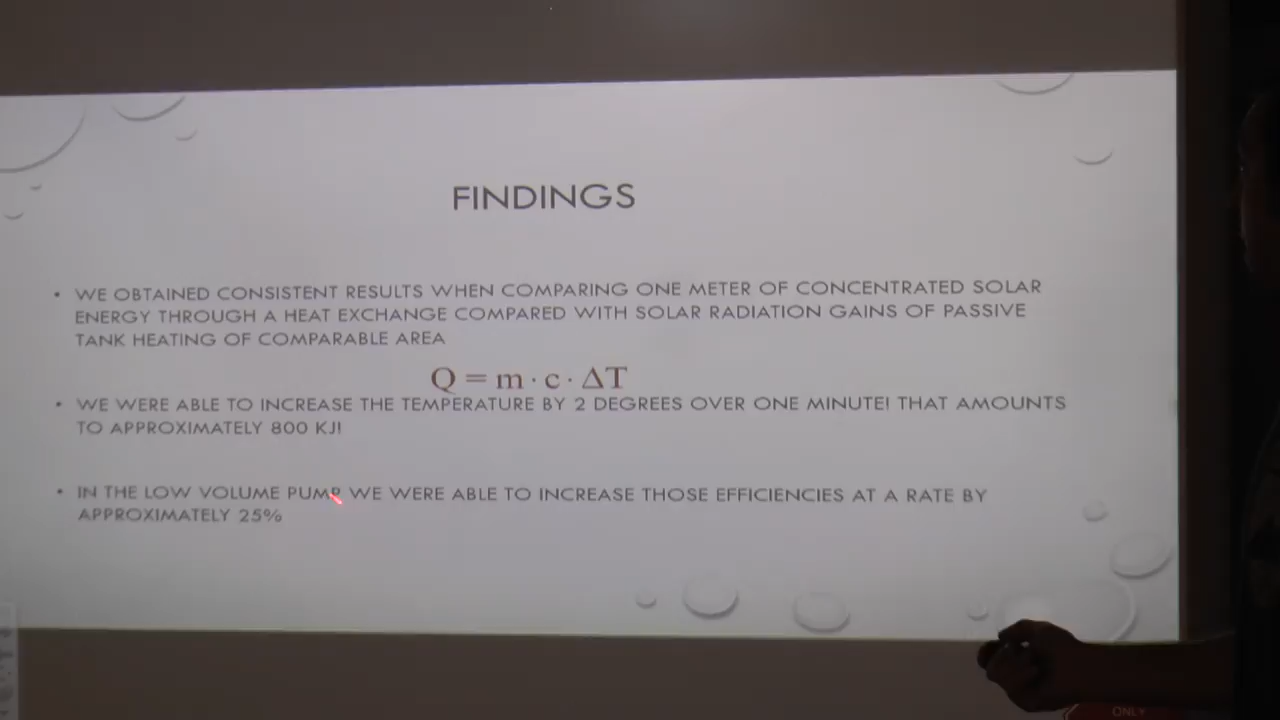 FINDINGS
• WE OBTAINED CONSISTENT RESULTS WHEN COMPARING ONE METER OF CONCENTRATED SOLAR
ENERGY THROUGH A HEAT EXCHANGE COMPARED WITH SOLAR RADIATION GAINS OF PASSIVE
TANK HEATING OF COMPARABLE AREA
Q = m · c · ΔT
• WE WERE ABLE TO INCREASE THE TEMPERATURE BY 2 DEGREES OVER ONE MINUTE! THAT AMOUNTS
TO APPROXIMATELY 800 KJ!
• IN THE LOW VOLUME PUMP WE WERE ABLE TO INCREASE THOSE EFFICIENCIES AT A RATE BY
APPROXIMATELY 25%
ONLY